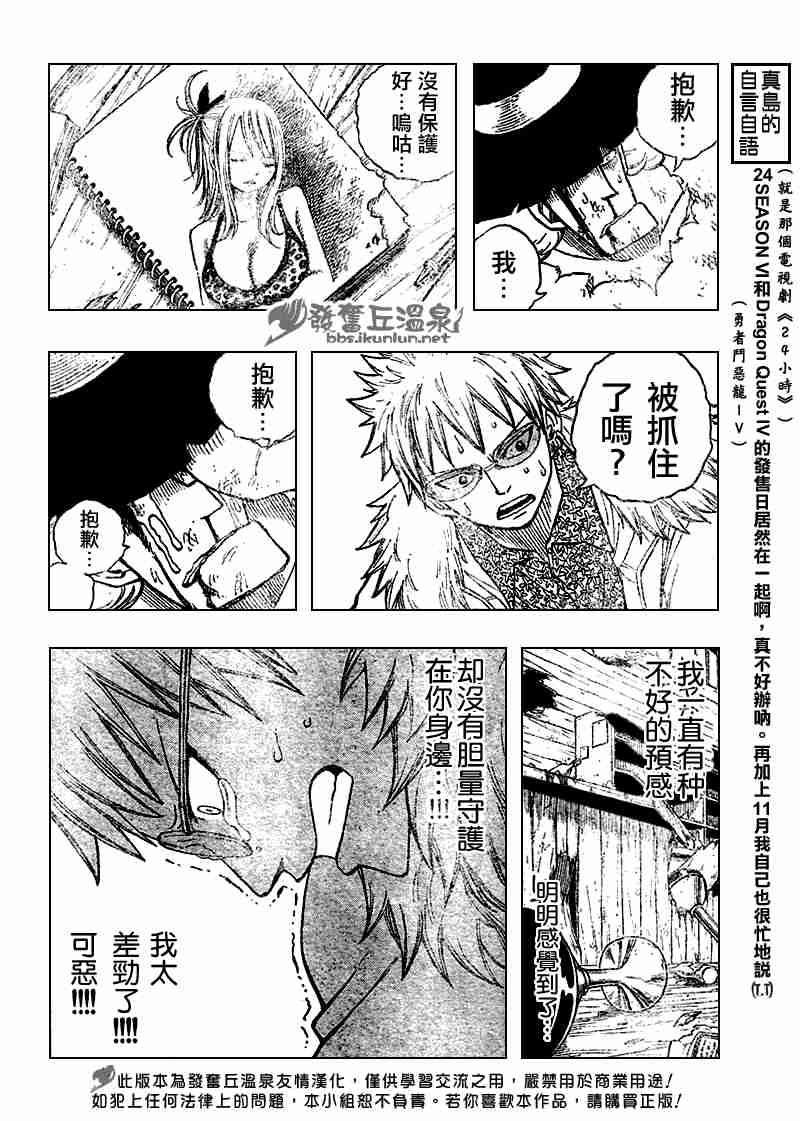 抱歉…
我…
沒有保護
好…嗚咕…
被抓住
了嗎？
抱歉…
抱歉…
我一直有种
不好的預感
明明感覺到了…
却沒有胆量守護
在你身邊…!!!
我太
差勁了!!!!
可惡!!!!
真島的
自言自語
（就是那個電視劇《24小時》）
24SEASON VI和Dragon Quest IV的發售日居然在一起啊，真不好辦吶。再加上11月我自己也很忙地說(T.T)
（勇者鬥惡龍－V）
發奮丘溫泉
bbs.ikunlun.net
此版本為發奮丘溫泉友情漢化，僅供學習交流之用，嚴禁用於商業用途!
如犯上任何法律上的問題，本小組恕不負責。若你喜歡本作品，請購買正版!